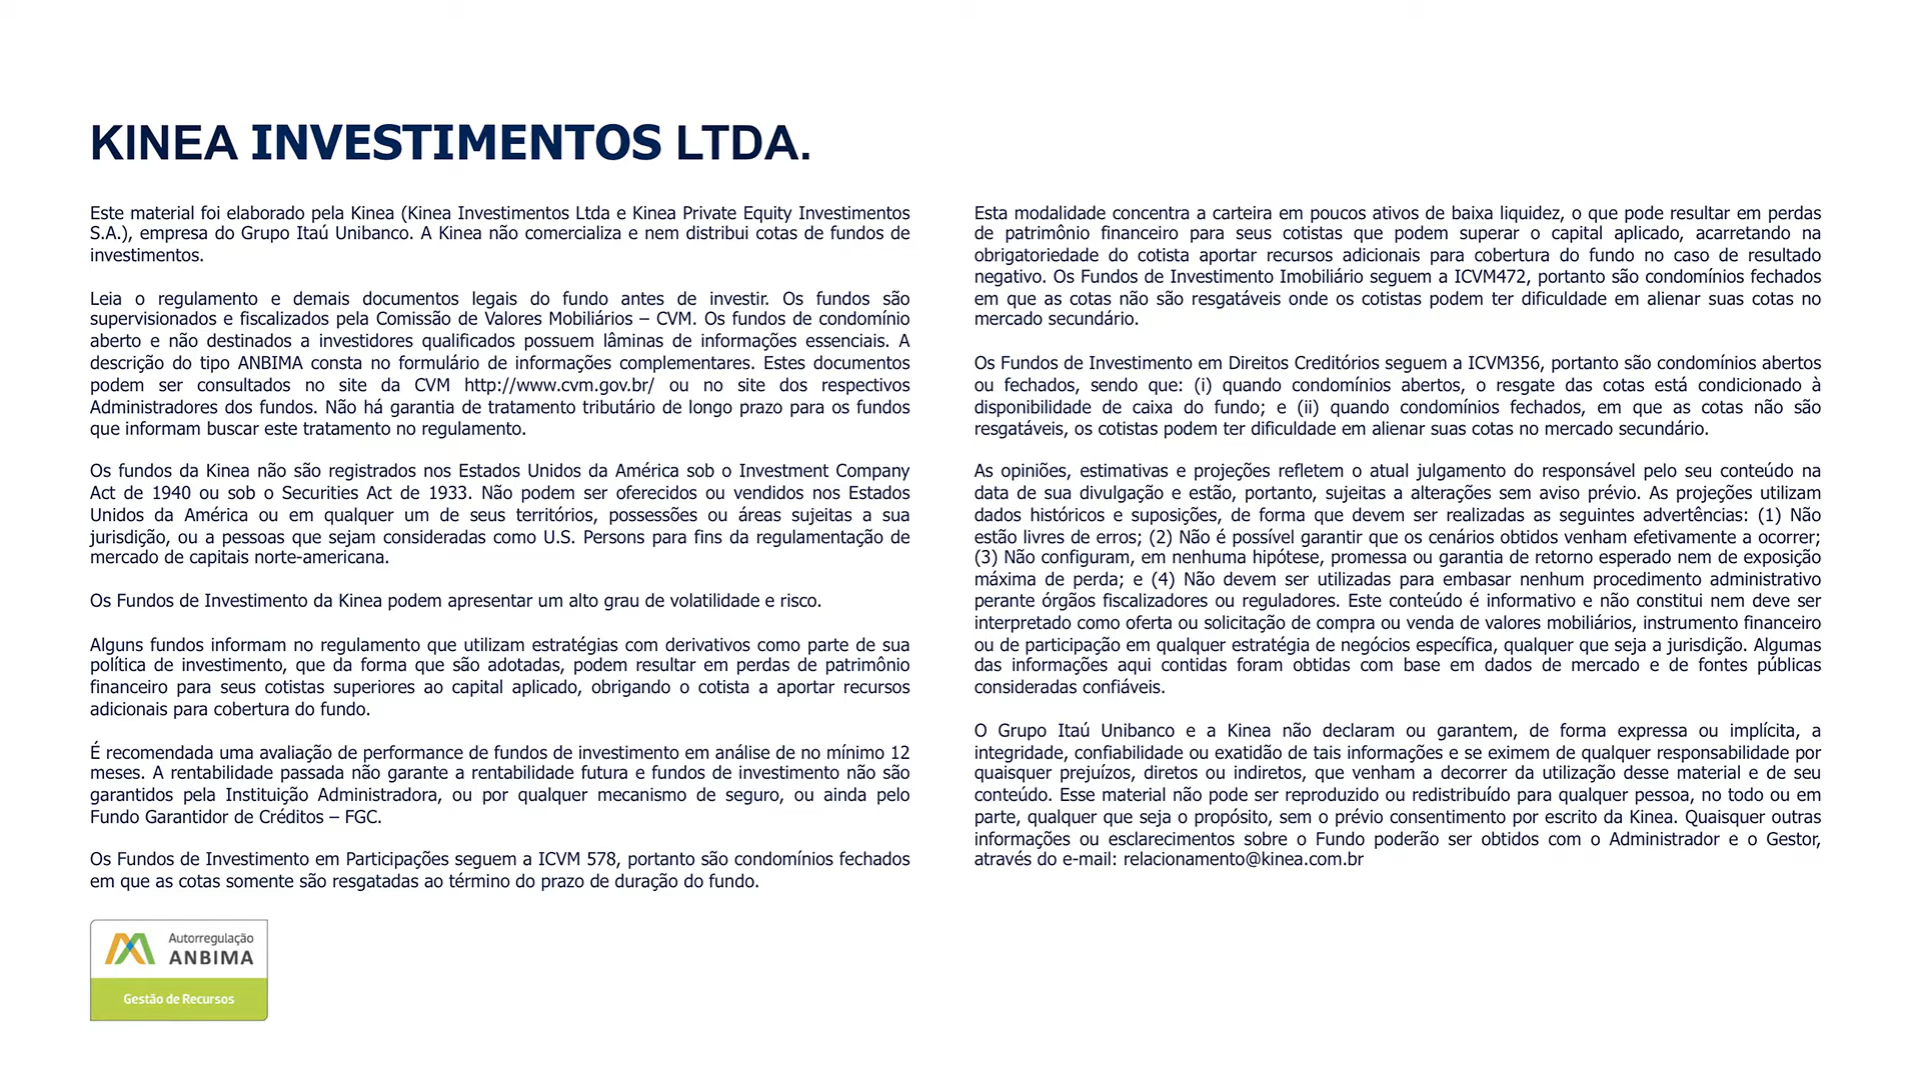 KINEA INVESTIMENTOS LTDA.
Este material foi elaborado pela Kinea (Kinea Investimentos Ltda e Kinea Private Equity Investimentos
S.A.), empresa do Grupo Itaú Unibanco. A Kinea não comercializa e nem distribui cotas de fundos de
investimentos.
Leia o regulamento e demais documentos legais do fundo antes de investir. Os fundos são
supervisionados e fiscalizados pela Comissão de Valores Mobiliários – CVM. Os fundos de condomínio
aberto e não destinados a investidores qualificados possuem lâminas de informações essenciais. A
descrição do tipo ANBIMA consta no formulário de informações complementares. Estes documentos
podem ser consultados no site da CVM http://www.cvm.gov.br/ ou no site dos respectivos
Administradores dos fundos. Não há garantia de tratamento tributário de longo prazo para os fundos
que informam buscar este tratamento no regulamento.
Os fundos da Kinea não são registrados nos Estados Unidos da América sob o Investment Company
Act de 1940 ou sob o Securities Act de 1933. Não podem ser oferecidos ou vendidos nos Estados
Unidos da América ou em qualquer um de seus territórios, possessões ou áreas sujeitas a sua
jurisdição, ou a pessoas que sejam consideradas como U.S. Persons para fins da regulamentação de
mercado de capitais norte-americana.
Os Fundos de Investimento da Kinea podem apresentar um alto grau de volatilidade e risco.
Alguns fundos informam no regulamento que utilizam estratégias com derivativos como parte de sua
política de investimento, que da forma que são adotadas, podem resultar em perdas de patrimônio
financeiro para seus cotistas superiores ao capital aplicado, obrigando o cotista a aportar recursos
adicionais para cobertura do fundo.
É recomendada uma avaliação de performance de fundos de investimento em análise de no mínimo 12
meses. A rentabilidade passada não garante a rentabilidade futura e fundos de investimento não são
garantidos pela Instituição Administradora, ou por qualquer mecanismo de seguro, ou ainda pelo
Fundo Garantidor de Créditos – FGC.
Os Fundos de Investimento em Participações seguem a ICVM 578, portanto são condomínios fechados
em que as cotas somente são resgatadas ao término do prazo de duração do fundo.
Esta modalidade concentra a carteira em poucos ativos de baixa liquidez, o que pode resultar em perdas
de patrimônio financeiro para seus cotistas que podem superar o capital aplicado, acarretando na
obrigatoriedade do cotista aportar recursos adicionais para cobertura do fundo no caso de resultado
negativo. Os Fundos de Investimento Imobiliário seguem a ICVM472, portanto são condomínios fechados
em que as cotas não são resgatáveis onde os cotistas podem ter dificuldade em alienar suas cotas no
mercado secundário.
Os Fundos de Investimento em Direitos Creditórios seguem a ICVM356, portanto são condomínios abertos
ou fechados, sendo que: (i) quando condomínios abertos, o resgate das cotas está condicionado à
disponibilidade de caixa do fundo; e (ii) quando condomínios fechados, em que as cotas não são
resgatáveis, os cotistas podem ter dificuldade em alienar suas cotas no mercado secundário.
As opiniões, estimativas e projeções refletem o atual julgamento do responsável pelo seu conteúdo na
data de sua divulgação e estão, portanto, sujeitas a alterações sem aviso prévio. As projeções utilizam
dados históricos e suposições, de forma que devem ser realizadas as seguintes advertências: (1) Não
estão livres de erros; (2) Não é possível garantir que os cenários obtidos venham efetivamente a ocorrer;
(3) Não configuram, em nenhuma hipótese, promessa ou garantia de retorno esperado nem de exposição
máxima de perda; e (4) Não devem ser utilizadas para embasar nenhum procedimento administrativo
perante órgãos fiscalizadores ou reguladores. Este conteúdo é informativo e não constitui nem deve ser
interpretado como oferta ou solicitação de compra ou venda de valores mobiliários, instrumento financeiro
ou de participação em qualquer estratégia de negócios específica, qualquer que seja a jurisdição. Algumas
das informações aqui contidas foram obtidas com base em dados de mercado e de fontes públicas
consideradas confiáveis.
O Grupo Itaú Unibanco e a Kinea não declaram ou garantem, de forma expressa ou implícita, a
integridade, confiabilidade ou exatidão de tais informações e se eximem de qualquer responsabilidade por
quaisquer prejuízos, diretos ou indiretos, que venham a decorrer da utilização desse material e de seu
conteúdo. Esse material não pode ser reproduzido ou redistribuído para qualquer pessoa, no todo ou em
parte, qualquer que seja o propósito, sem o prévio consentimento por escrito da Kinea. Quaisquer outras
informações ou esclarecimentos sobre o Fundo poderão ser obtidos com o Administrador e o Gestor,
através do e-mail: relacionamento@kinea.com.br
Autorregulação
ANBIMA
Gestão de Recursos